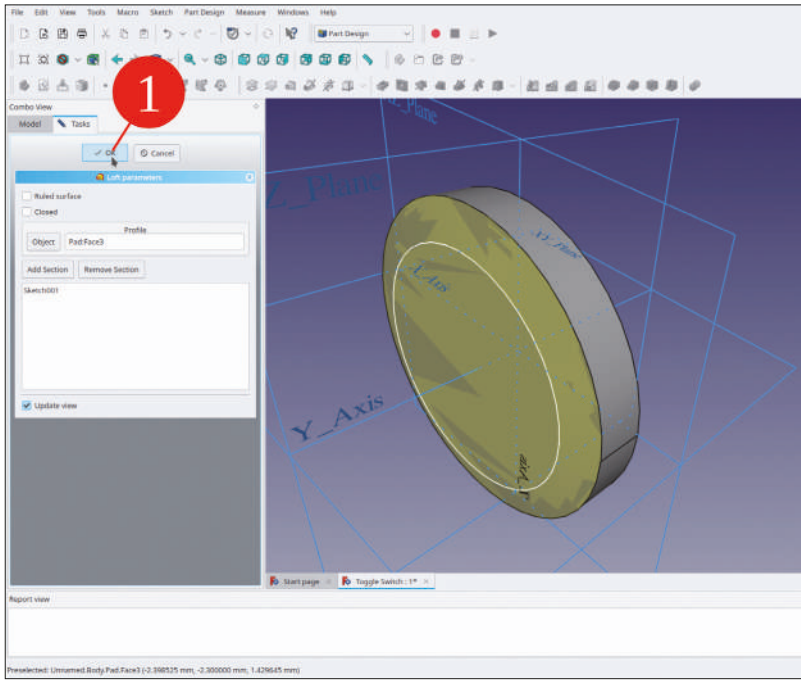 File Edit View Tools Macro Sketch Part Design Measure Windows Help
Part Design
1
Combo View
Model Tasks
OK Cancel
Loft parameters
Ruled surface
Closed
Profile
Object Pad:Face3
Add Section Remove Section
Sketch001
Update view
Z_Plane
XY_Plane
X_Axis
Y_Axis
Start page Toggle Switch : 1*
Report view
Preselected: Unnamed.Body.Pad.Face3 (-2.398525 mm, -2.300000 mm, 1.429645 mm)